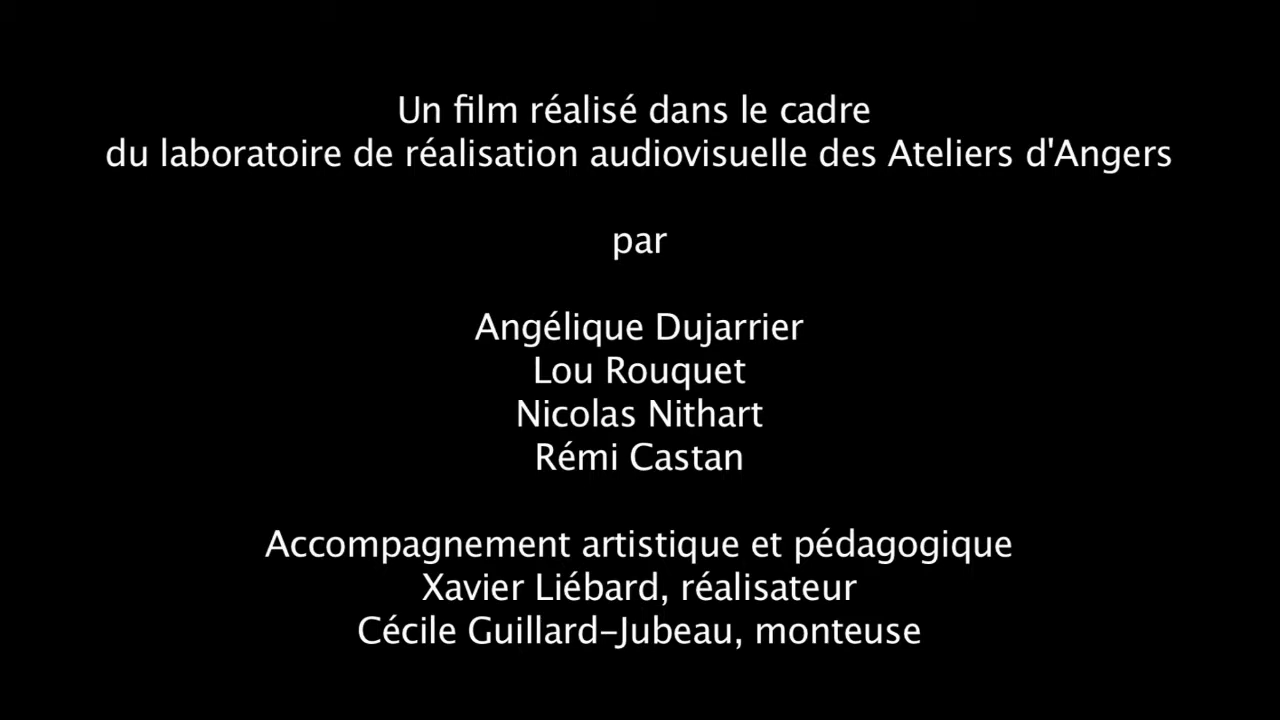 Un film réalisé dans le cadre
du laboratoire de réalisation audiovisuelle des Ateliers d'Angers
par
Angélique Dujarrier
Lou Rouquet
Nicolas Nithart
Rémi Castan
Accompagnement artistique et pédagogique
Xavier Liébard, réalisateur
Cécile Guillard-Jubeau, monteuse